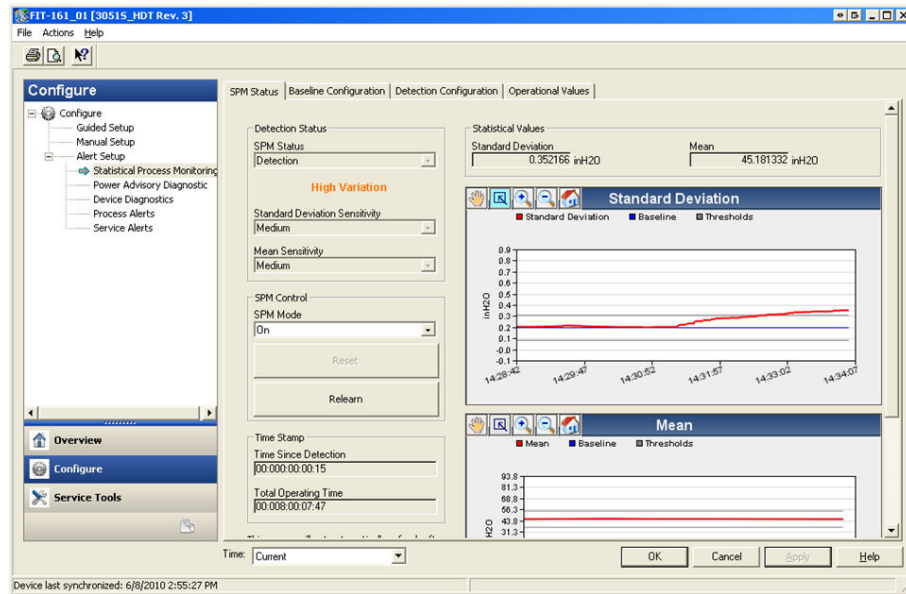 FIT-161_01 [3051S_HDT Rev. 3]
File Actions Help
Configure
Configure
Guided Setup
Manual Setup
Alert Setup
Statistical Process Monitoring
Power Advisory Diagnostic
Device Diagnostics
Process Alerts
Service Alerts
Overview
Configure
Service Tools
SPM Status Baseline Configuration Detection Configuration Operational Values
Detection Status
SPM Status
Detection
High Variation
Standard Deviation Sensitivity
Medium
Mean Sensitivity
Medium
SPM Control
SPM Mode
On
Reset
Relearn
Time Stamp
Time Since Detection
00:000:00:00:15
Total Operating Time
00:008:00:07:47
Statistical Values
Standard Deviation
0.352166 inH2O
Mean
45.181332 inH2O
Standard Deviation
Standard Deviation Baseline Thresholds
inH2O
0.9
0.8
0.7
0.6
0.5
0.4
0.3
0.2
0.1
-0.0
-0.1
14:28:42 14:29:47 14:30:52 14:31:57 14:33:02 14:34:07
Mean
Mean Baseline Thresholds
H2O
93.8
81.3
68.8
56.3
43.8
31.3
Time: Current
OK Cancel Apply Help
Device last synchronized: 6/8/2010 2:55:27 PM